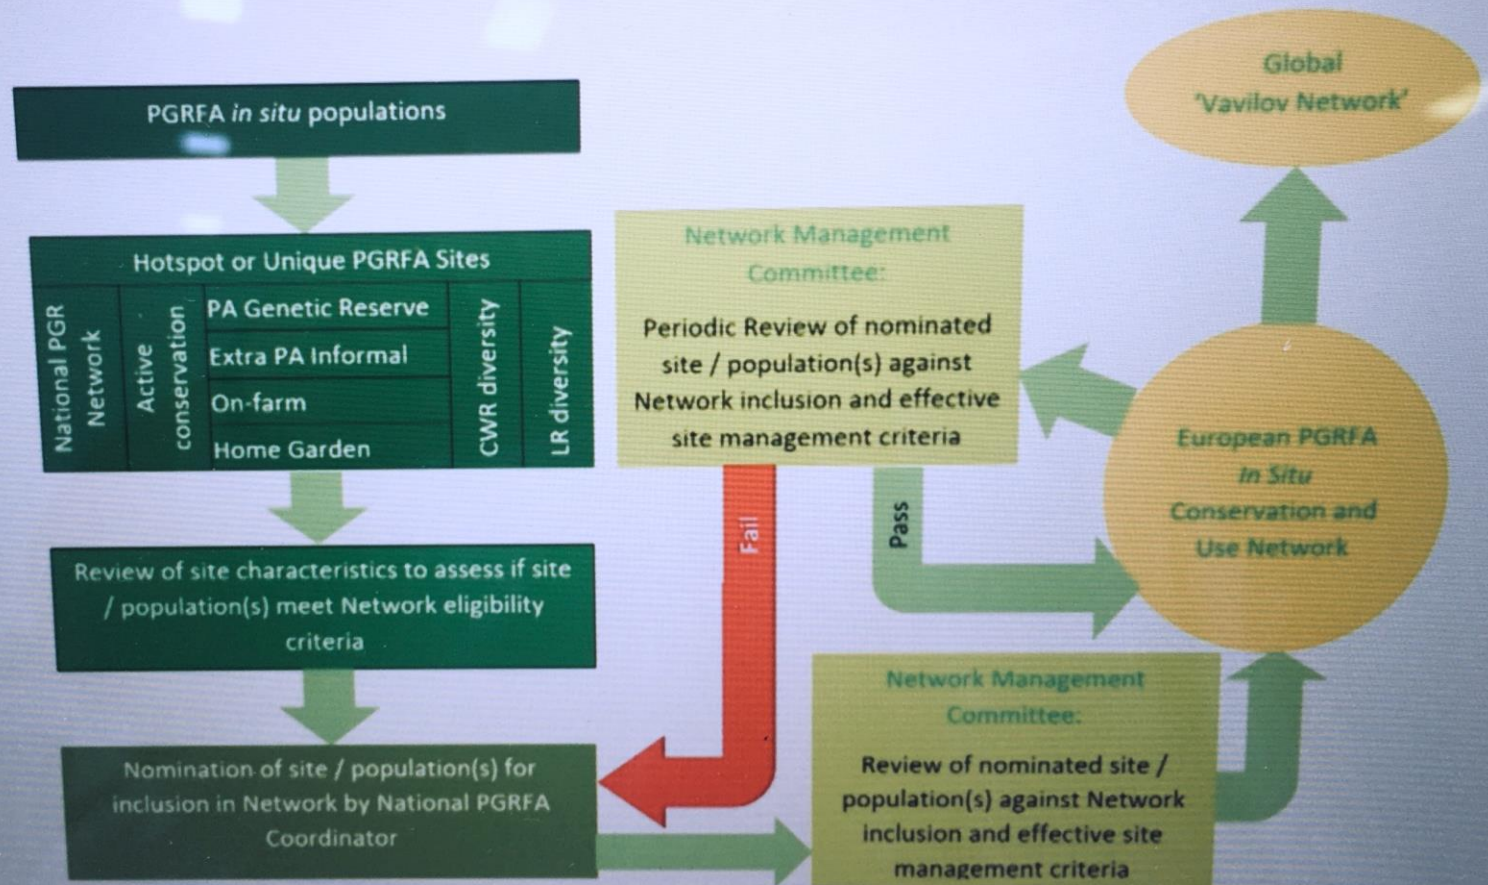 PGRFA in situ populations
Hotspot or Unique PGRFA Sites
National PGR
Network
Active
conservation
PA Genetic Reserve
Extra PA Informal
On-farm
Home Garden
CWR diversity
LR diversity
Review of site characteristics to assess if site
/ population(s) meet Network eligibility
criteria
Nomination of site / population(s) for
inclusion in Network by National PGRFA
Coordinator
Network Management
Committee:
Periodic Review of nominated
site / population(s) against
Network inclusion and effective
site management criteria
Fail
Pass
Network Management
Committee:
Review of nominated site /
population(s) against Network
inclusion and effective site
management criteria
European PGRFA
In Situ
Conservation and
Use Network
Global
‘Vavilov Network’